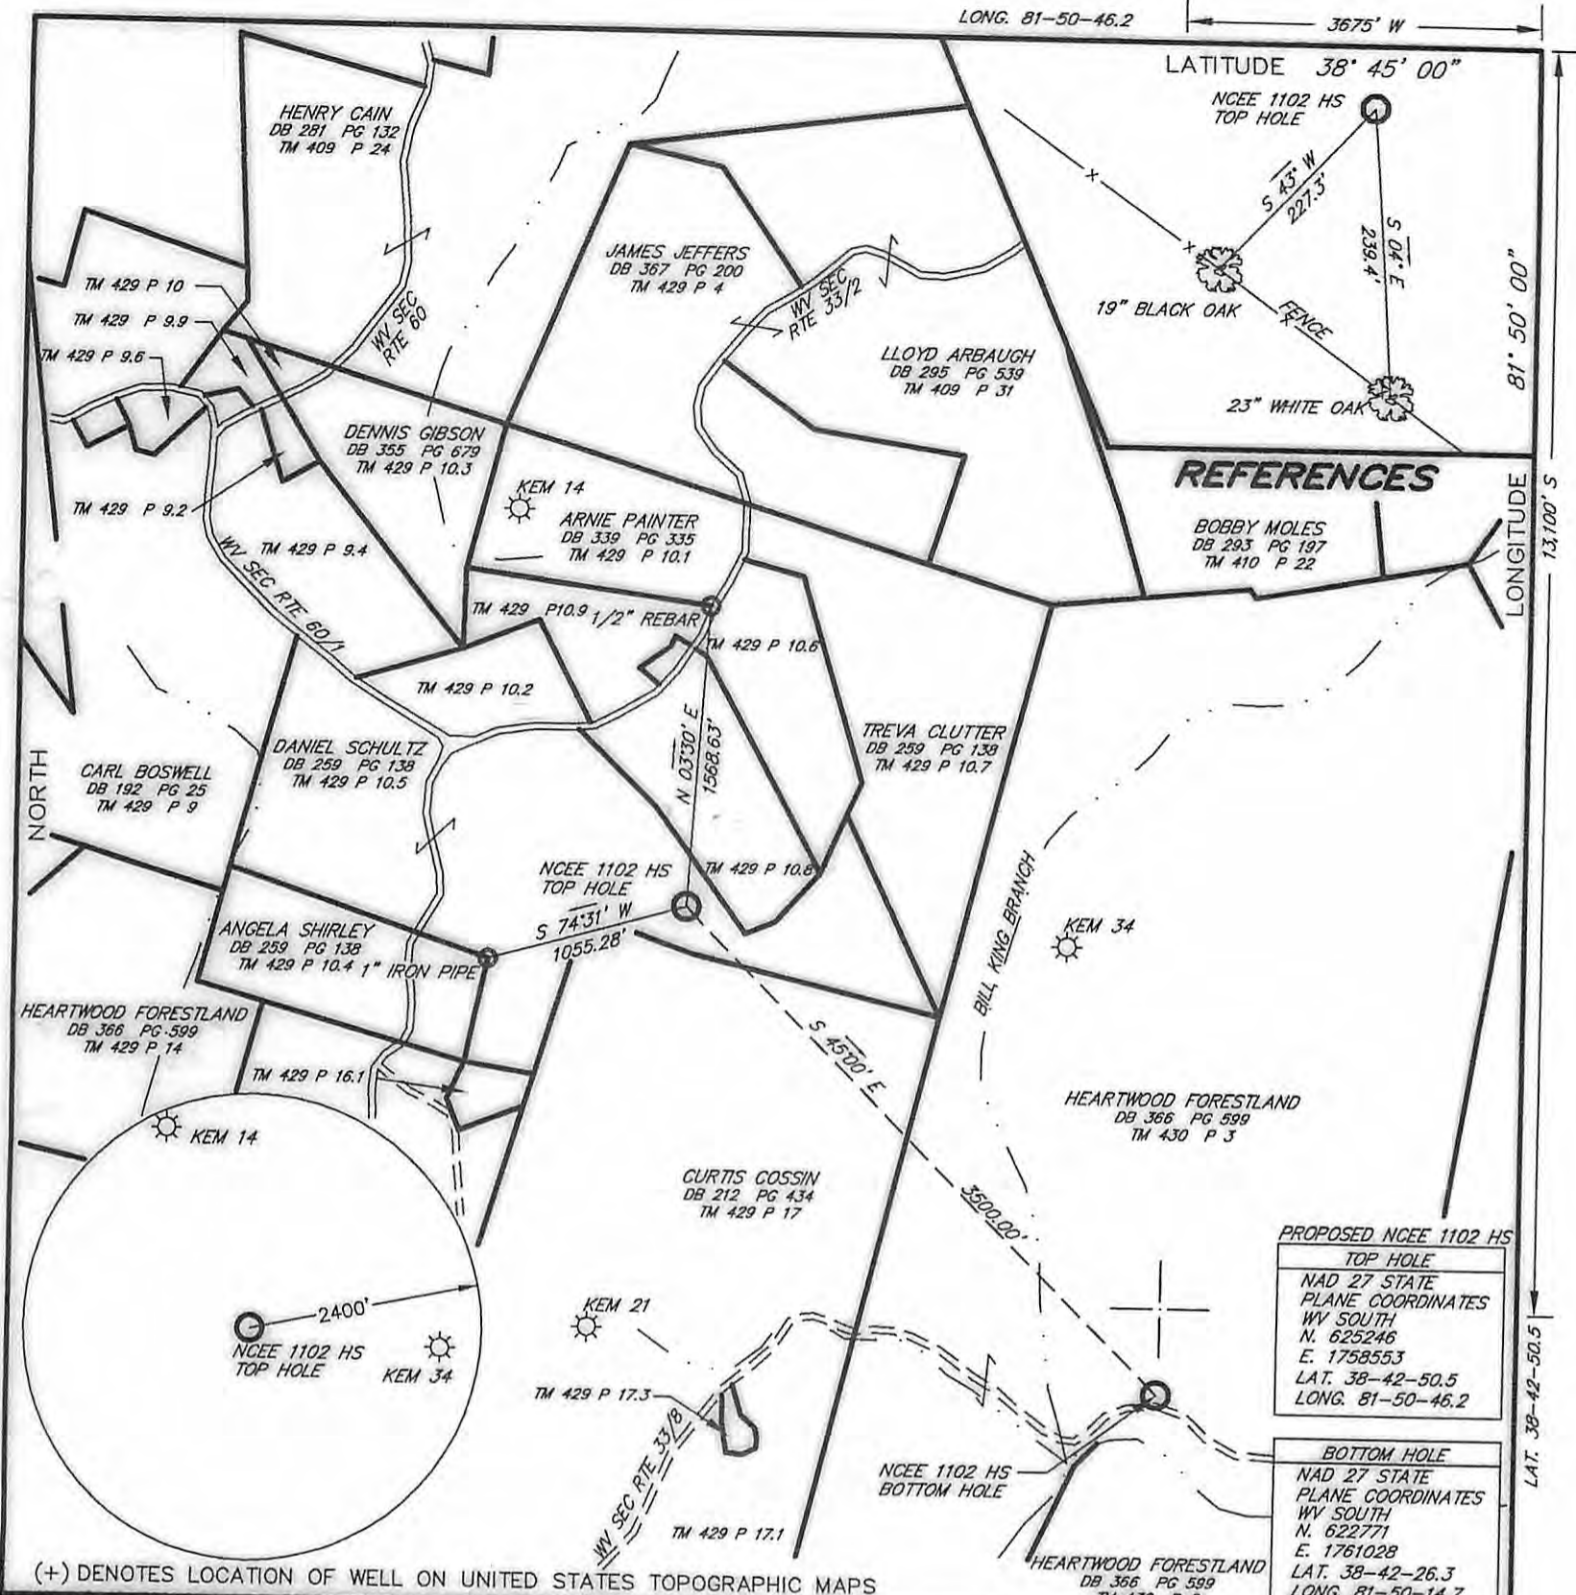 LONG. 81-50-46.2
3675' W
LATITUDE 38° 45' 00"
NCEE 1102 HS
TOP HOLE
S 43° W
227.3'
S 04° E
239.4'
19" BLACK OAK
FENCE
23" WHITE OAK
81° 50' 00"
LONGITUDE
13,100' S
REFERENCES
HENRY CAIN
DB 281 PG 132
TM 409 P 24
TM 429 P 10
TM 429 P 9.9
TM 429 P 9.6
WV SEC
RTE 60
JAMES JEFFERS
DB 367 PG 200
TM 429 P 4
WV SEC
RTE 33/2
LLOYD ARBAUGH
DB 295 PG 539
TM 409 P 31
DENNIS GIBSON
DB 355 PG 679
TM 429 P 10.3
TM 429 P 9.2
TM 429 P 9.4
WV SEC RTE 60/1
KEM 14
ARNIE PAINTER
DB 339 PG 335
TM 429 P 10.1
BOBBY MOLES
DB 293 PG 197
TM 410 P 22
TM 429 P10.9
1/2" REBAR
TM 429 P 10.6
TM 429 P 10.2
NORTH
CARL BOSWELL
DB 192 PG 25
TM 429 P 9
DANIEL SCHULTZ
DB 259 PG 138
TM 429 P 10.5
N 03°30' E
1568.63'
TREVA CLUTTER
DB 259 PG 138
TM 429 P 10.7
NCEE 1102 HS
TOP HOLE
TM 429 P 10.8
S 74°31' W
1055.28'
ANGELA SHIRLEY
DB 259 PG 138
TM 429 P 10.4
1" IRON PIPE
BILL KING BRANCH
KEM 34
HEARTWOOD FORESTLAND
DB 366 PG 599
TM 429 P 14
TM 429 P 16.1
S 45°00' E
3500.00'
HEARTWOOD FORESTLAND
DB 366 PG 599
TM 430 P 3
KEM 14
CURTIS COSSIN
DB 212 PG 434
TM 429 P 17
2400'
NCEE 1102 HS
TOP HOLE
KEM 34
KEM 21
TM 429 P 17.3
WV SEC RTE 33/8
TM 429 P 17.1
NCEE 1102 HS
BOTTOM HOLE
PROPOSED NCEE 1102 HS
TOP HOLE
NAD 27 STATE
PLANE COORDINATES
WV SOUTH
N. 625246
E. 1758553
LAT. 38-42-50.5
LONG. 81-50-46.2
LAT. 38-42-50.5
BOTTOM HOLE
NAD 27 STATE
PLANE COORDINATES
WV SOUTH
N. 622771
E. 1761028
LAT. 38-42-26.3
LONG. 81-50-14.7
HEARTWOOD FORESTLAND
DB 366 PG 599
(+) DENOTES LOCATION OF WELL ON UNITED STATES TOPOGRAPHIC MAPS